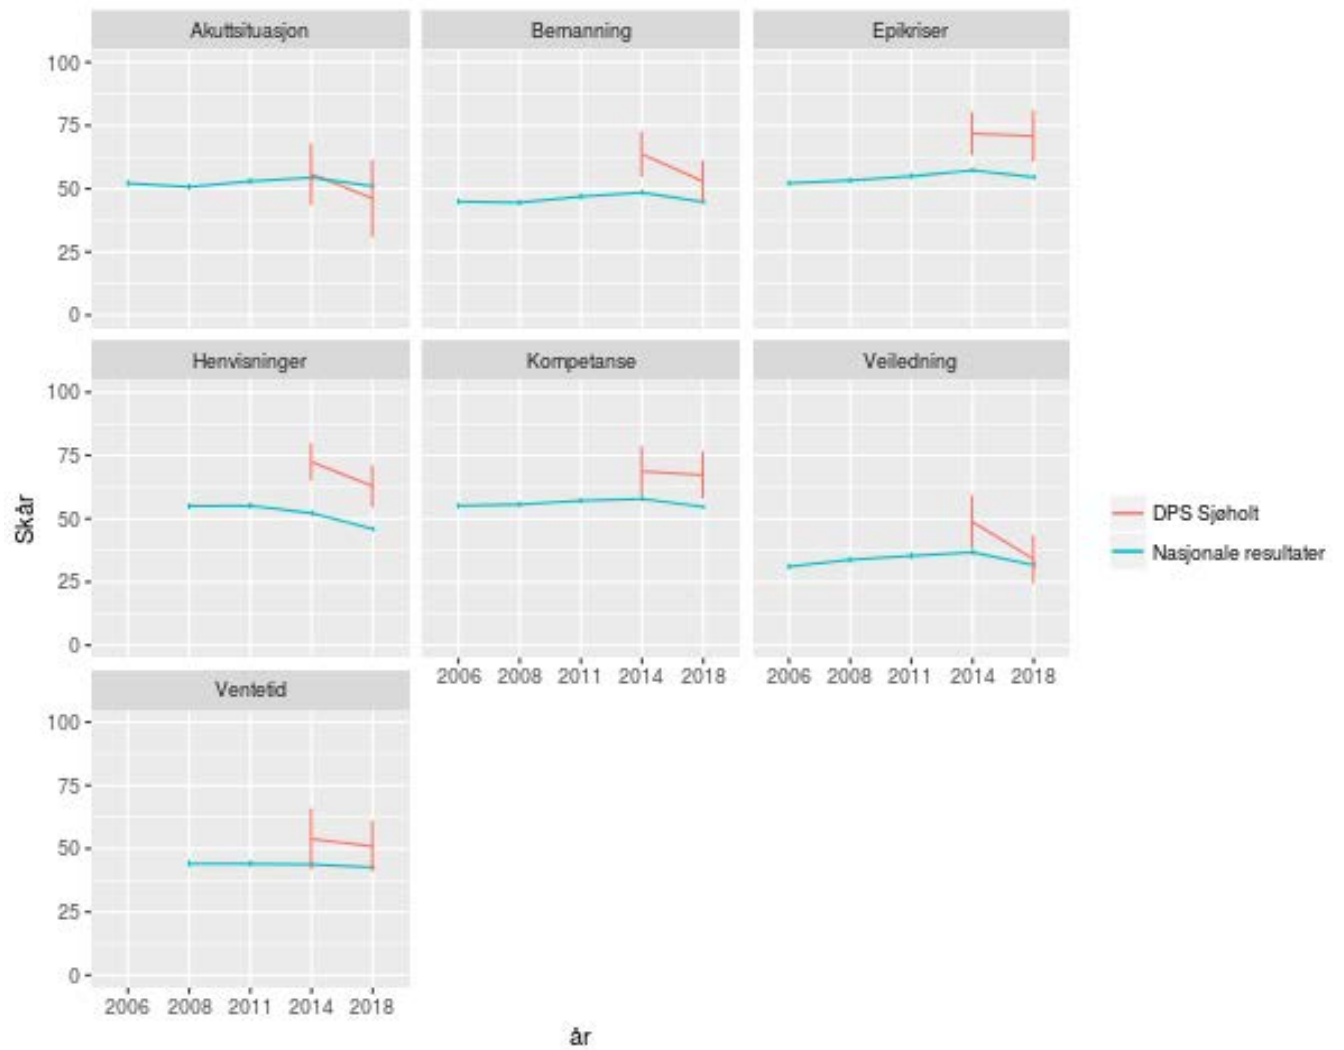 Akuttsituasjon
Bemanning
Epikriser
100
75
50
25
0
Henvisninger
Kompetanse
Veiledning
100
75
50
25
0
2006 2008 2011 2014 2018
2006 2008 2011 2014 2018
Ventetid
100
75
50
25
0
2006 2008 2011 2014 2018
år
Skår
DPS Sjøholt
Nasjonale resultater